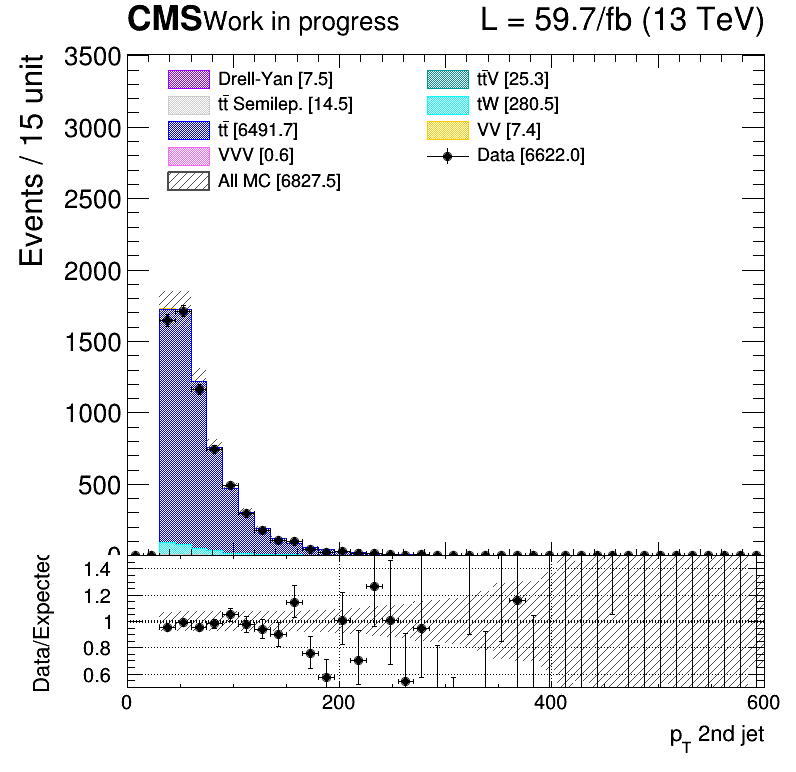 CMS Work in progress L = 59.7/fb (13 TeV)
Events / 15 unit
3500
3000
2500
2000
1500
1000
500
0
Drell-Yan [7.5]
tt̄ Semilep. [14.5]
tt̄ [6491.7]
VVV [0.6]
All MC [6827.5]
tt̄V [25.3]
tW [280.5]
VV [7.4]
Data [6622.0]
Data/Expected
1.4
1.2
1
0.8
0.6
0 200 400 600
p_T 2nd jet